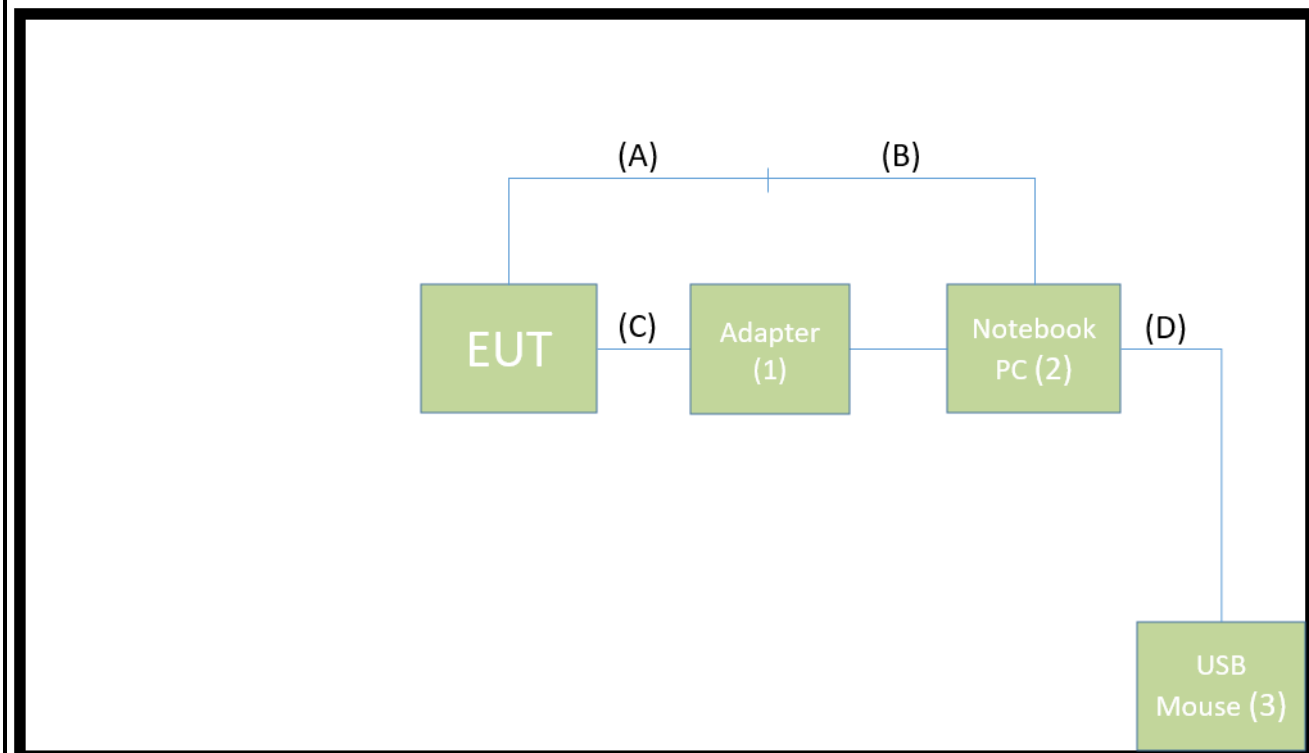 (A)
(B)
EUT
(C)
Adapter
(1)
Notebook
PC (2)
(D)
USB
Mouse (3)